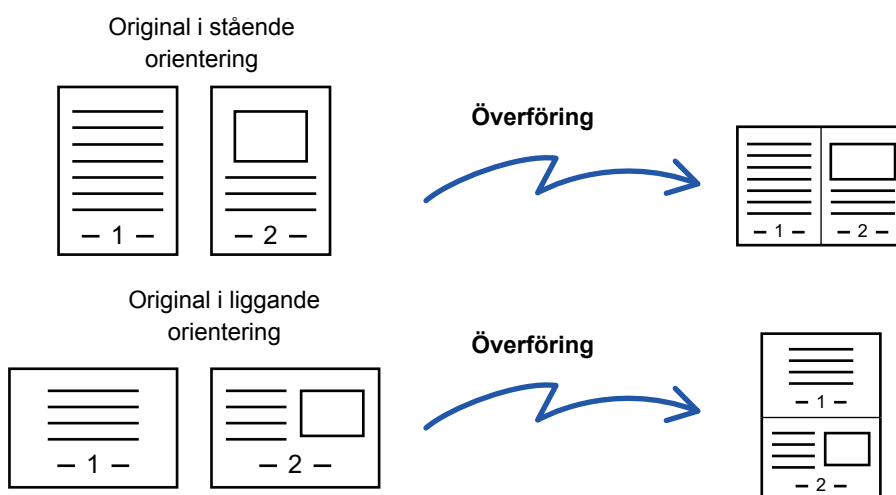 Original i stående
orientering
Överföring
– 1 –
– 2 –
– 1 –
– 2 –
Original i liggande
orientering
Överföring
– 1 –
– 1 –
– 2 –
– 2 –